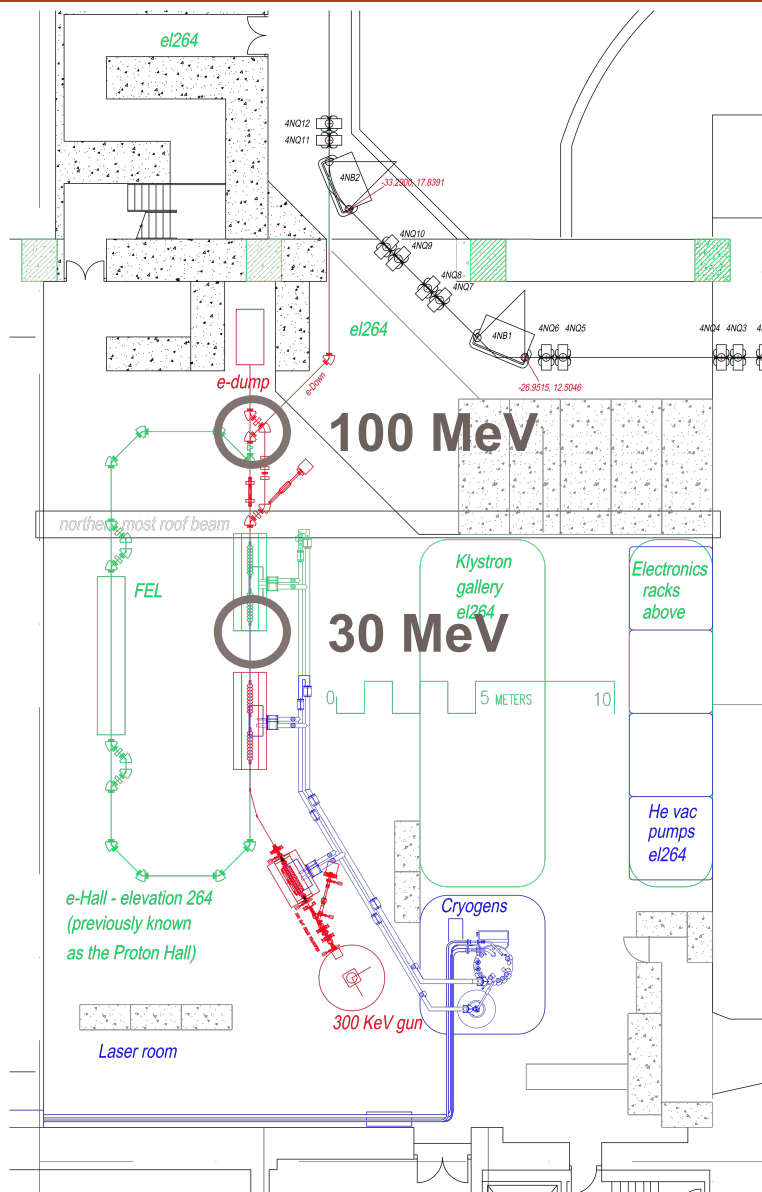 el264
4NQ12
4NQ11
4NB2
-33.2900, 17.8391
4NQ10
4NQ9
4NQ8
4NQ7
el264
4NB1
4NQ6
4NQ5
4NQ4
4NQ3
e-dump
e-Down
-26.9515, 12.5046
100 MeV
northern most roof beam
Klystron
gallery
el264
Electronics
racks
above
FEL
30 MeV
0
5 METERS
10
He vac
pumps
el264
e-Hall - elevation 264
(previously known
as the Proton Hall)
Cryogens
300 KeV gun
Laser room